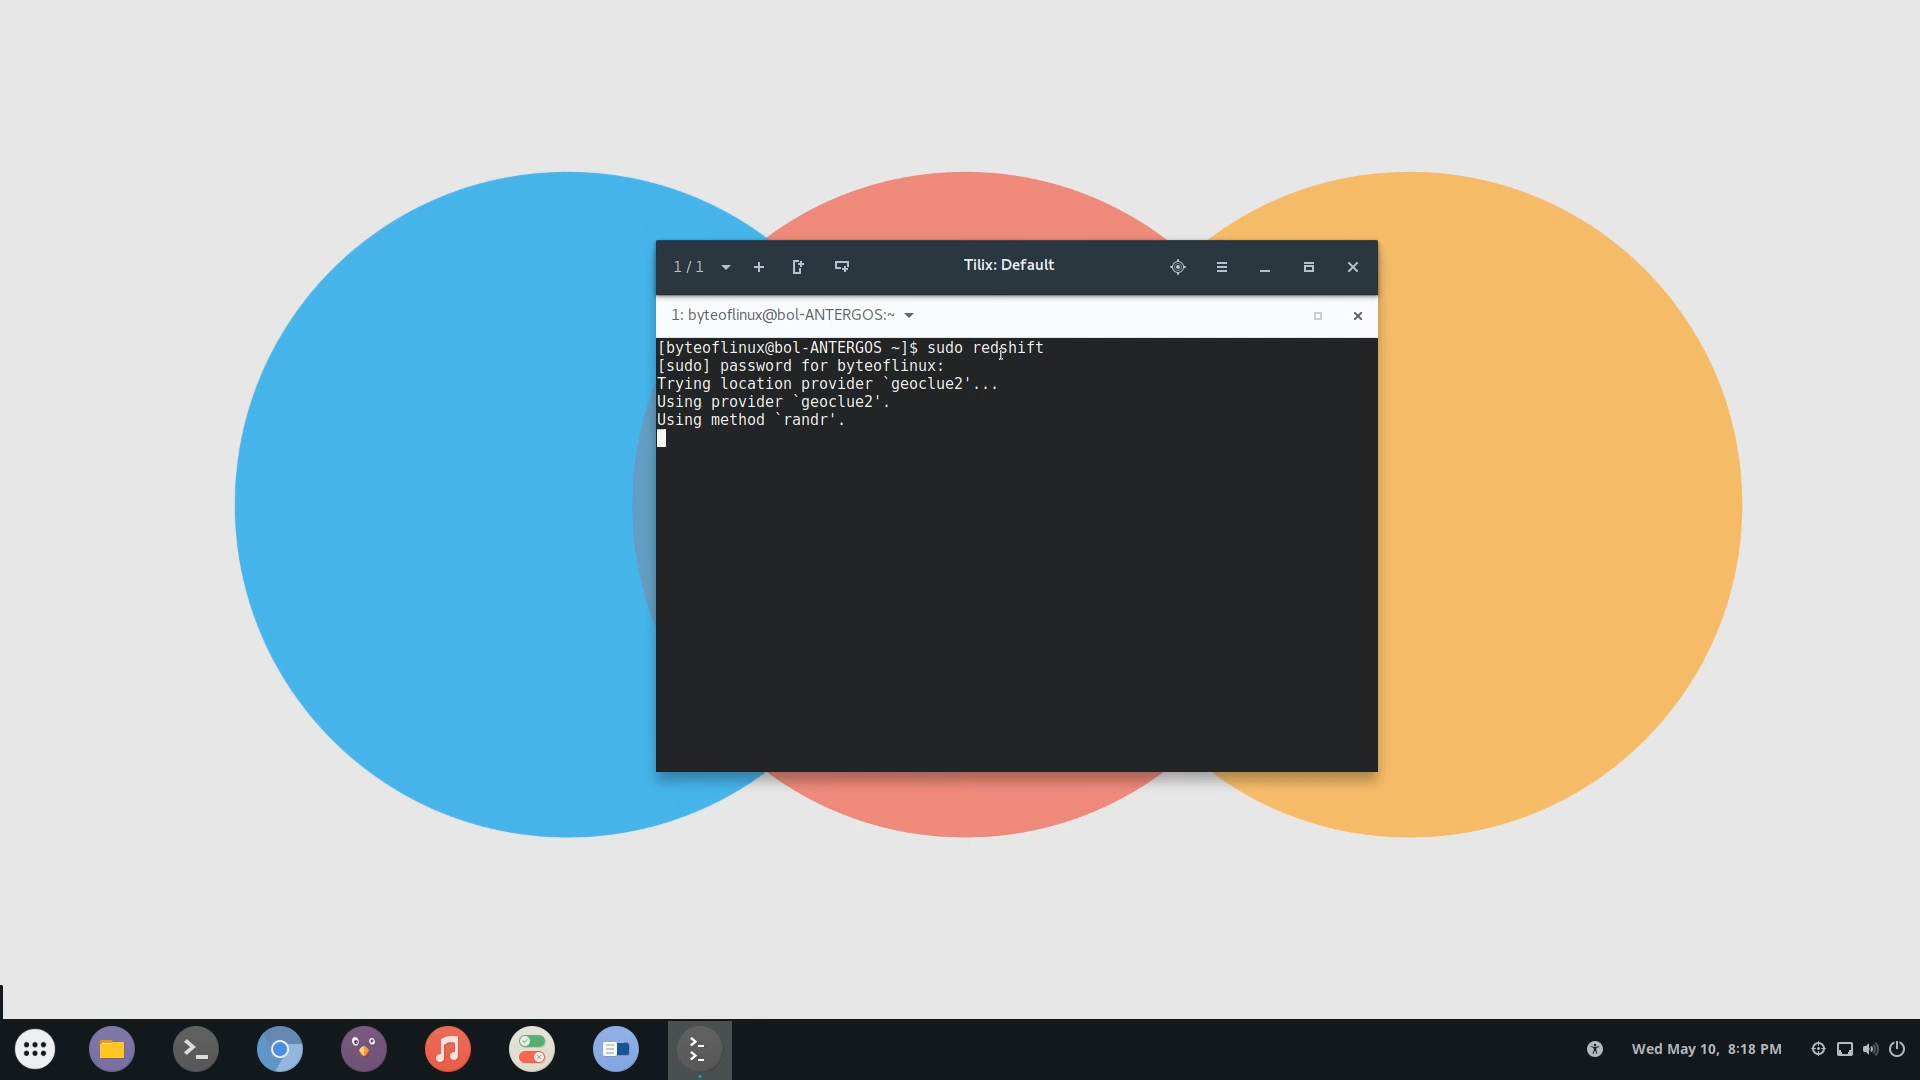 1 / 1
Tilix: Default
1: byteoflinux@bol-ANTERGOS:~
[byteoflinux@bol-ANTERGOS ~]$ sudo redshift
[sudo] password for byteoflinux:
Trying location provider `geoclue2'...
Using provider `geoclue2'.
Using method `randr'.
Wed May 10, 8:18 PM